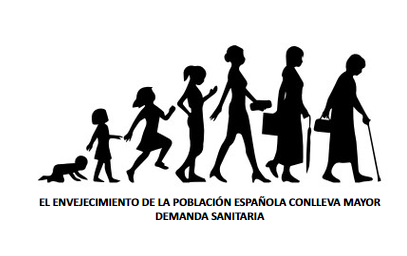 EL ENVEJECIMIENTO DE LA POBLACIÓN ESPAÑOLA CONLLEVA MAYOR
DEMANDA SANITARIA